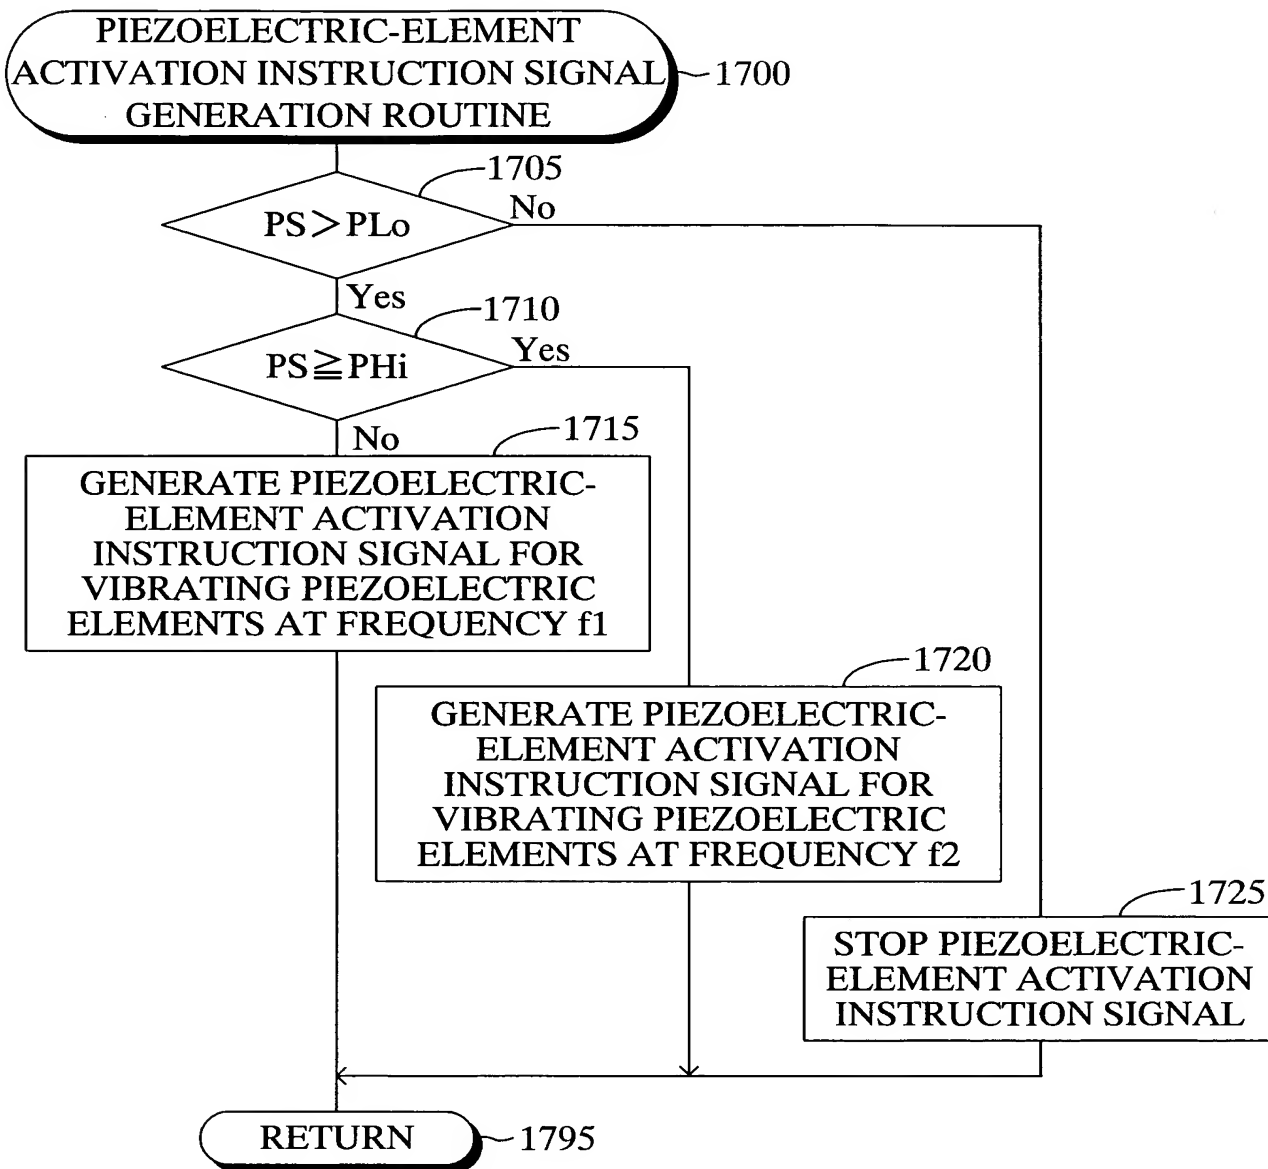 PIEZOELECTRIC-ELEMENT
ACTIVATION INSTRUCTION SIGNAL
GENERATION ROUTINE
1700
1705
PS>PLo
No
Yes
1710
PS≧PHi
Yes
No
1715
GENERATE PIEZOELECTRIC-
ELEMENT ACTIVATION
INSTRUCTION SIGNAL FOR
VIBRATING PIEZOELECTRIC
ELEMENTS AT FREQUENCY f1
1720
GENERATE PIEZOELECTRIC-
ELEMENT ACTIVATION
INSTRUCTION SIGNAL FOR
VIBRATING PIEZOELECTRIC
ELEMENTS AT FREQUENCY f2
1725
STOP PIEZOELECTRIC-
ELEMENT ACTIVATION
INSTRUCTION SIGNAL
RETURN
1795